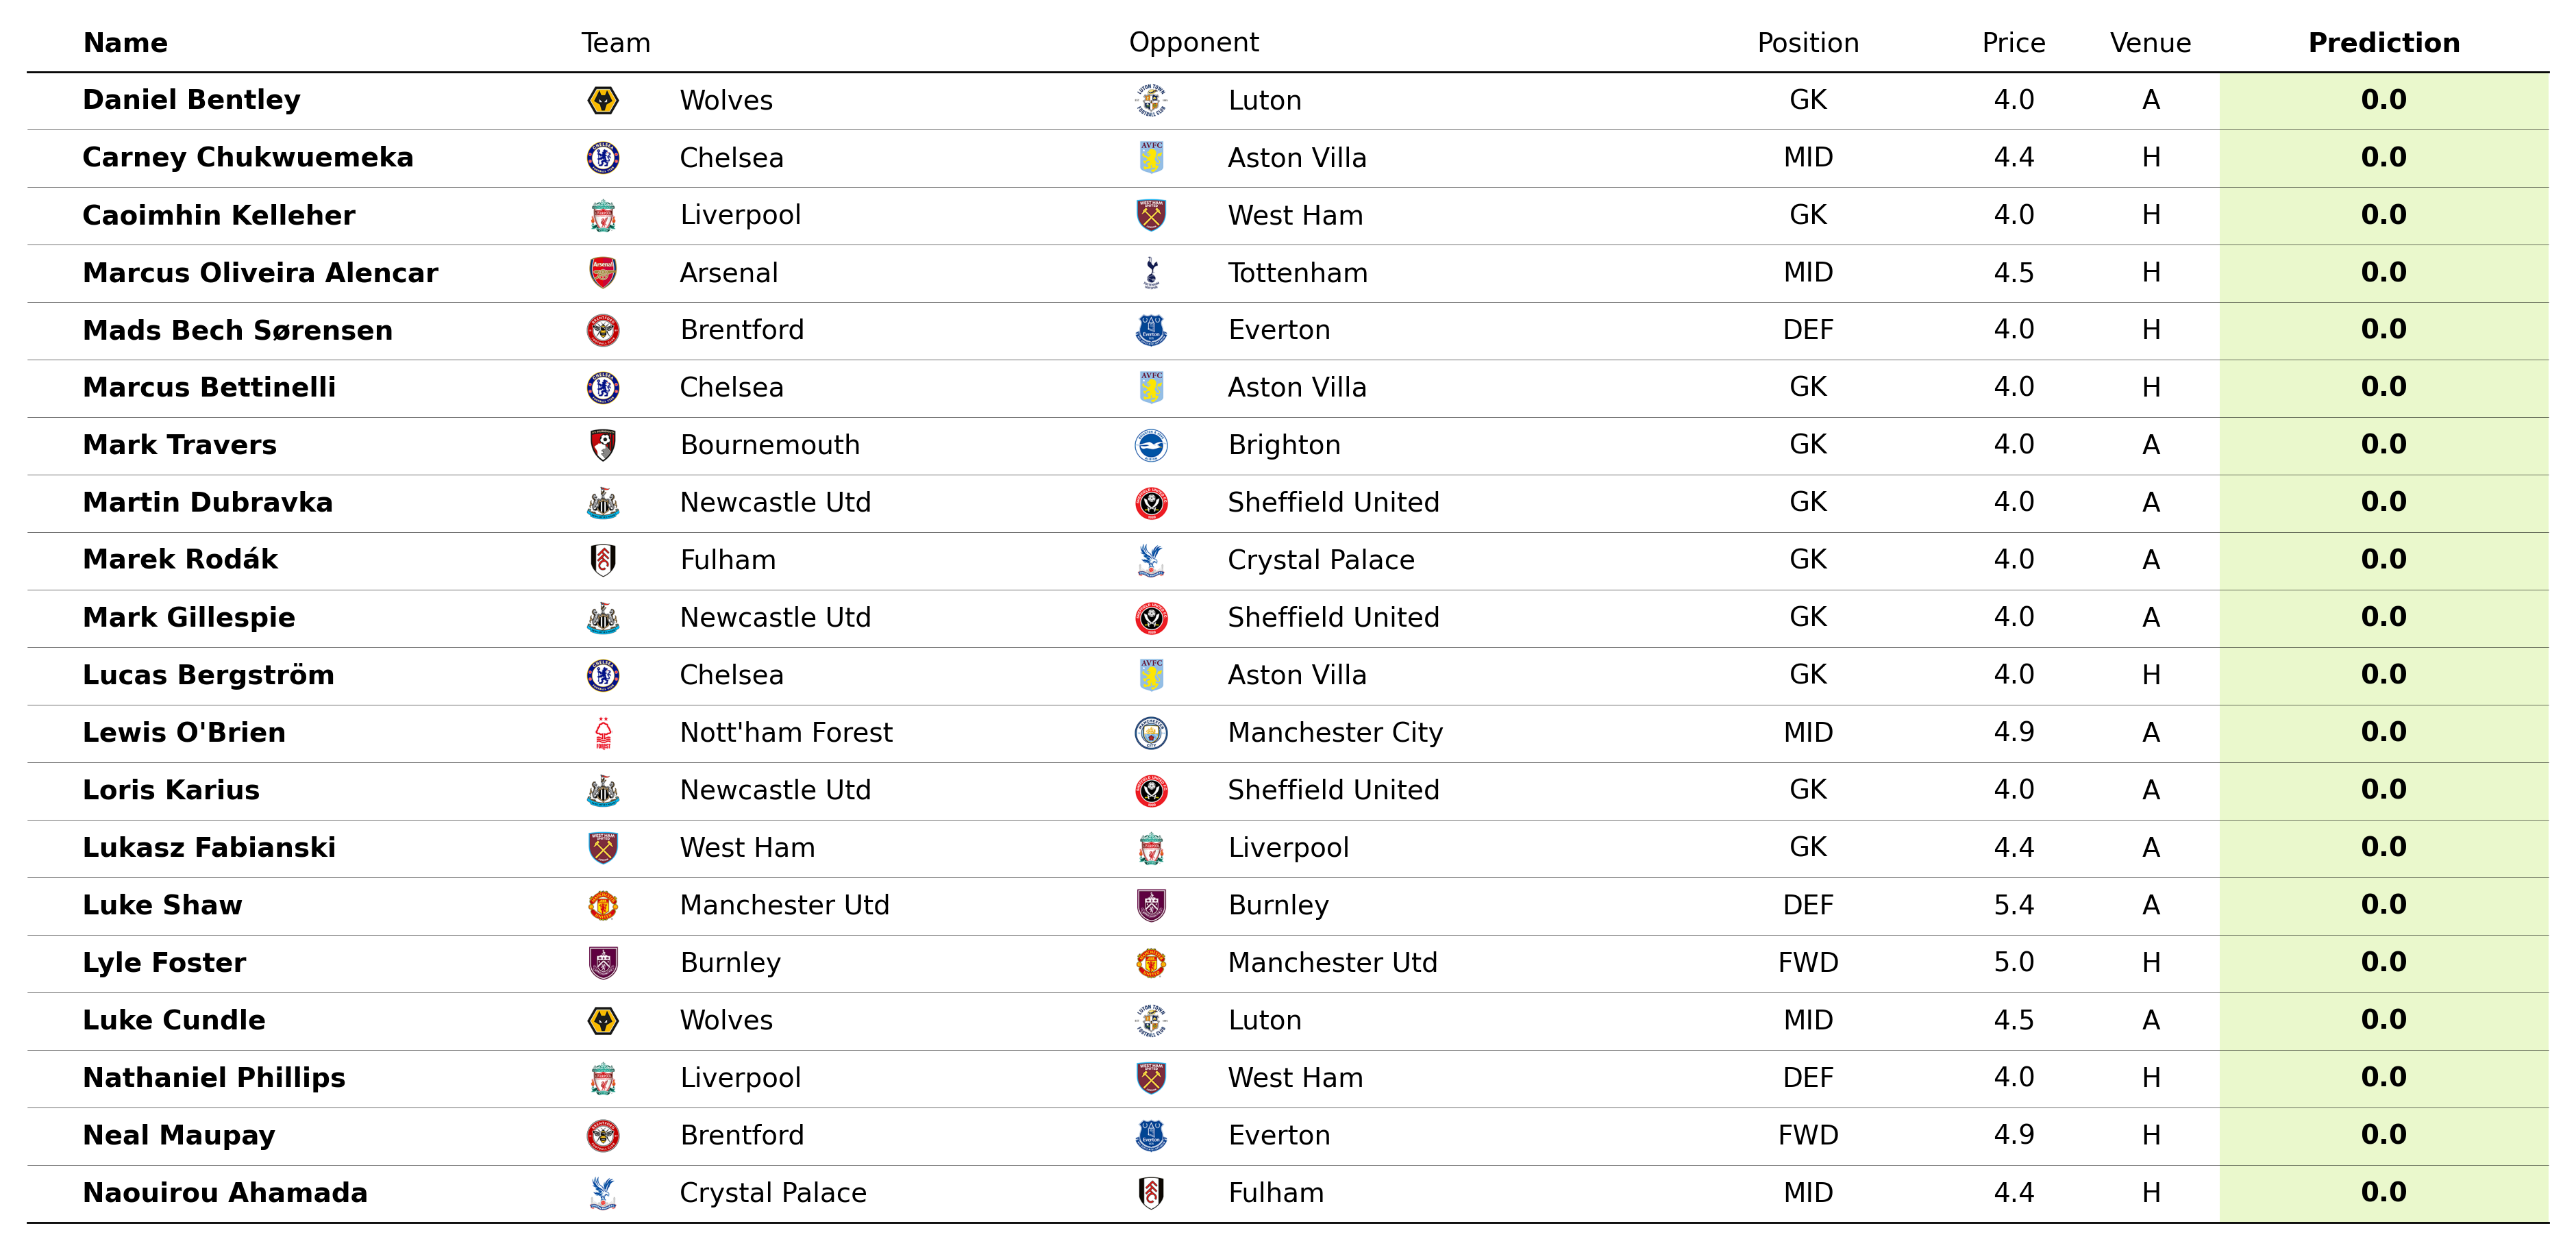 Name Team Opponent Position Price Venue Prediction
Daniel Bentley Wolves Luton GK 4.0 A 0.0
Carney Chukwuemeka Chelsea Aston Villa MID 4.4 H 0.0
Caoimhin Kelleher Liverpool West Ham GK 4.0 H 0.0
Marcus Oliveira Alencar Arsenal Tottenham MID 4.5 H 0.0
Mads Bech Sørensen Brentford Everton DEF 4.0 H 0.0
Marcus Bettinelli Chelsea Aston Villa GK 4.0 H 0.0
Mark Travers Bournemouth Brighton GK 4.0 A 0.0
Martin Dubravka Newcastle Utd Sheffield United GK 4.0 A 0.0
Marek Rodák Fulham Crystal Palace GK 4.0 A 0.0
Mark Gillespie Newcastle Utd Sheffield United GK 4.0 A 0.0
Lucas Bergström Chelsea Aston Villa GK 4.0 H 0.0
Lewis O'Brien Nott'ham Forest Manchester City MID 4.9 A 0.0
Loris Karius Newcastle Utd Sheffield United GK 4.0 A 0.0
Lukasz Fabianski West Ham Liverpool GK 4.4 A 0.0
Luke Shaw Manchester Utd Burnley DEF 5.4 A 0.0
Lyle Foster Burnley Manchester Utd FWD 5.0 H 0.0
Luke Cundle Wolves Luton MID 4.5 A 0.0
Nathaniel Phillips Liverpool West Ham DEF 4.0 H 0.0
Neal Maupay Brentford Everton FWD 4.9 H 0.0
Naouirou Ahamada Crystal Palace Fulham MID 4.4 H 0.0